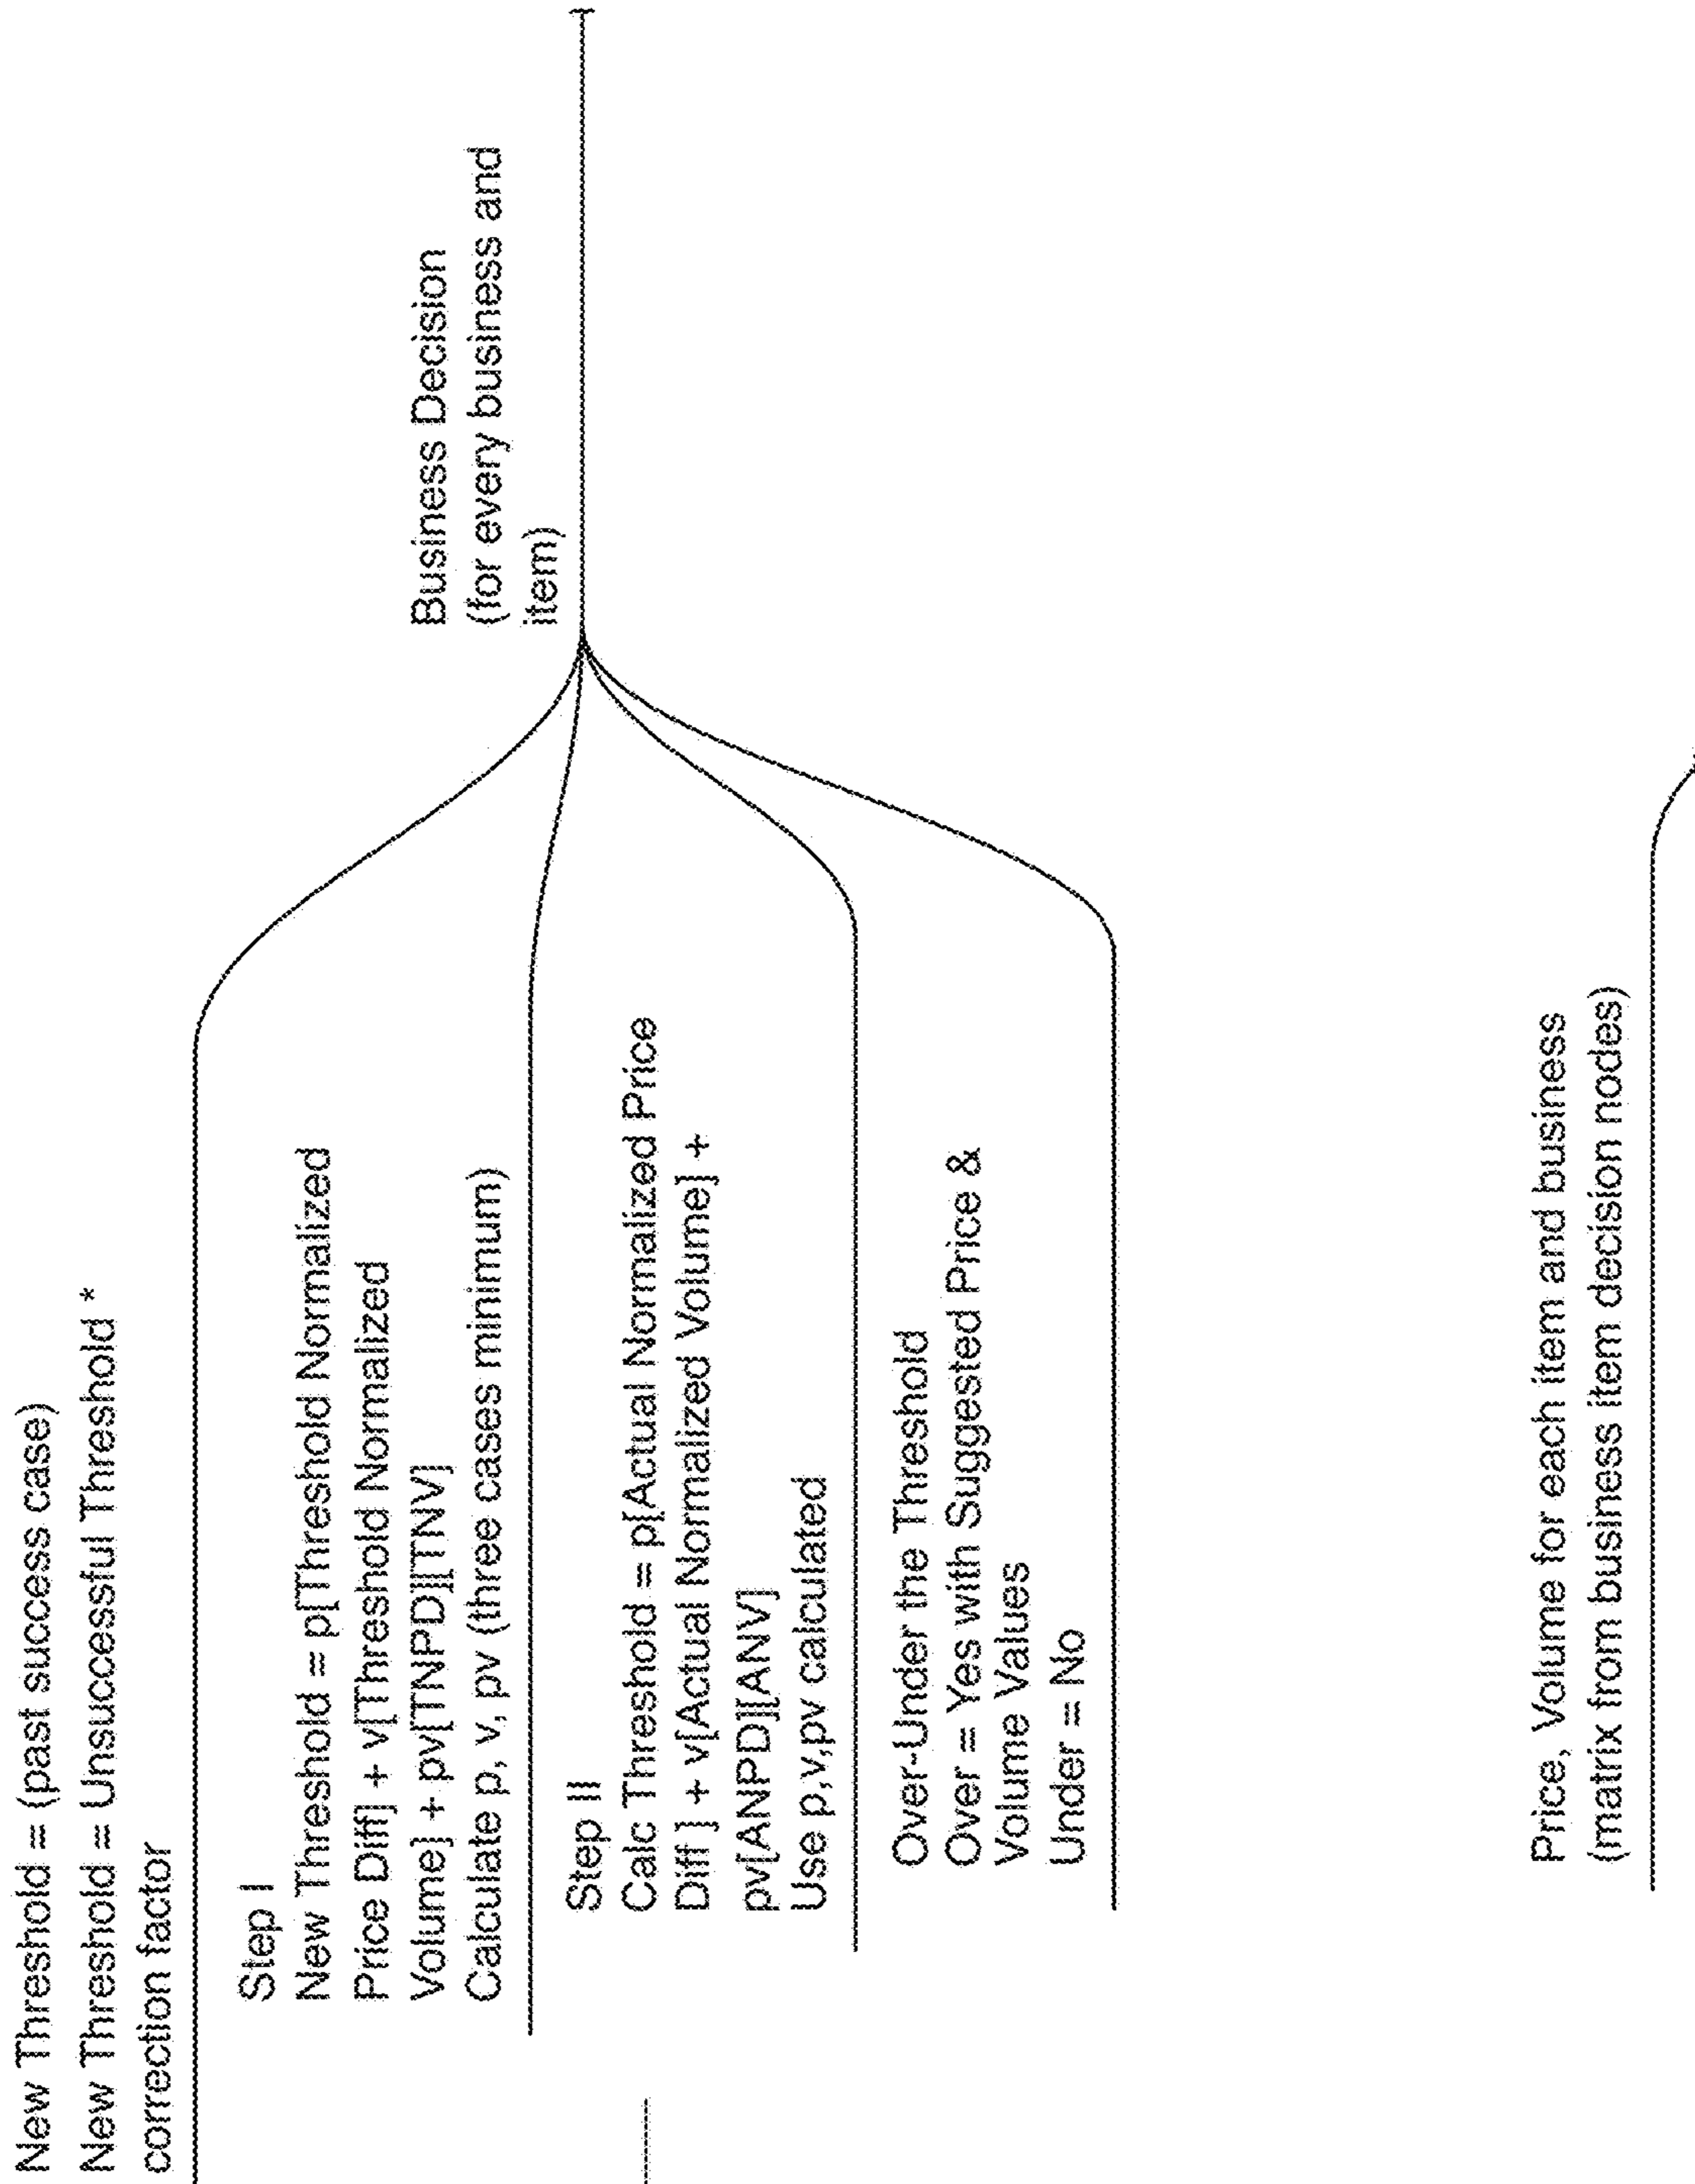 New Threshold = (past success case)
New Threshold = Unsuccessful Threshold *
correction factor
Step I
New Threshold = p[Threshold Normalized
Price Diff] + v[Threshold Normalized
Volume] + pv[TNPD][TNV]
Calculate p, v, pv (three cases minimum)
Step II
Calc Threshold = p[Actual Normalized Price
Diff ] + v[Actual Normalized Volume] +
pv[ANPD][ANV]
Use p,v,pv calculated
Over-Under the Threshold
Over = Yes with Suggested Price &
Volume Values
Under = No
Business Decision
(for every business and
item)
Price, Volume for each item and business
(matrix from business item decision nodes)